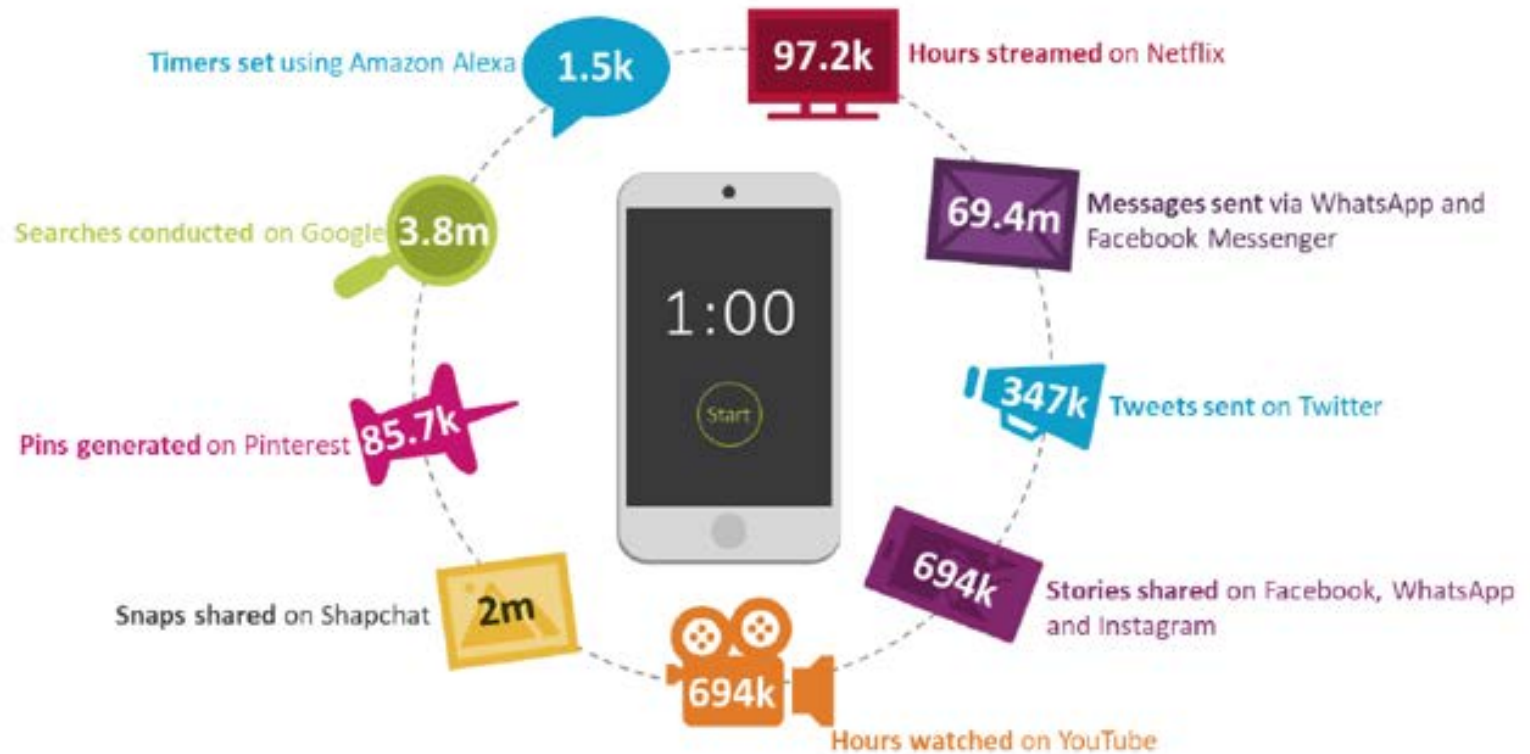 Timers set using Amazon Alexa
1.5k
97.2k
Hours streamed on Netflix
Searches conducted on Google
3.8m
69.4m
Messages sent via WhatsApp and
Facebook Messenger
1:00
Start
347k
Tweets sent on Twitter
Pins generated on Pinterest
85.7k
694k
Stories shared on Facebook, WhatsApp
and Instagram
Snaps shared on Shapchat
2m
694k
Hours watched on YouTube